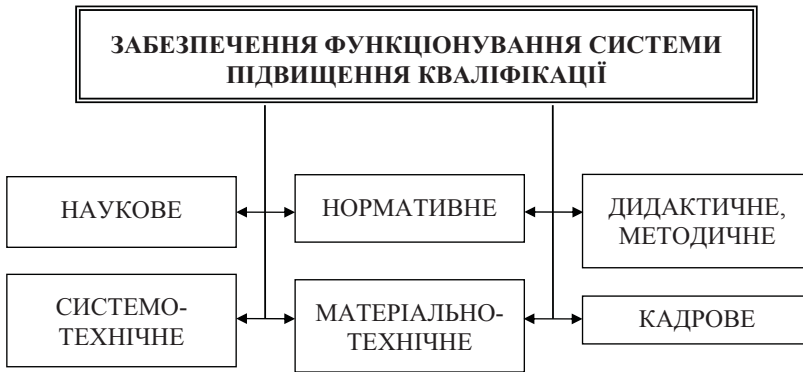 ЗАБЕЗПЕЧЕННЯ ФУНКЦІОНУВАННЯ СИСТЕМИ
ПІДВИЩЕННЯ КВАЛІФІКАЦІЇ
НАУКОВЕ
НОРМАТИВНЕ
ДИДАКТИЧНЕ,
МЕТОДИЧНЕ
СИСТЕМО-
ТЕХНІЧНЕ
МАТЕРІАЛЬНО-
ТЕХНІЧНЕ
КАДРОВЕ